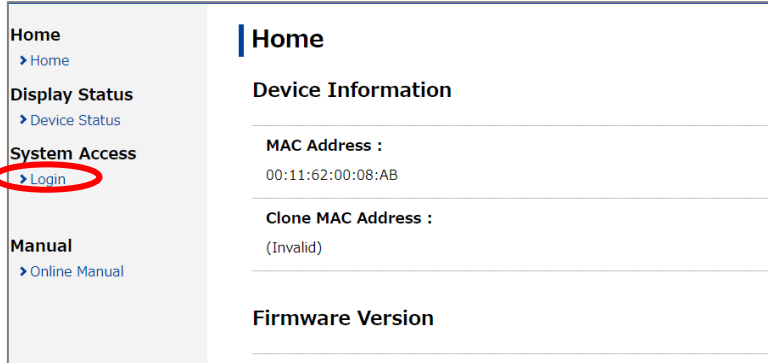 Home
Home
Display Status
Device Status
System Access
Login
Manual
Online Manual
Home
Device Information
MAC Address :
00:11:62:00:08:AB
Clone MAC Address :
(Invalid)
Firmware Version